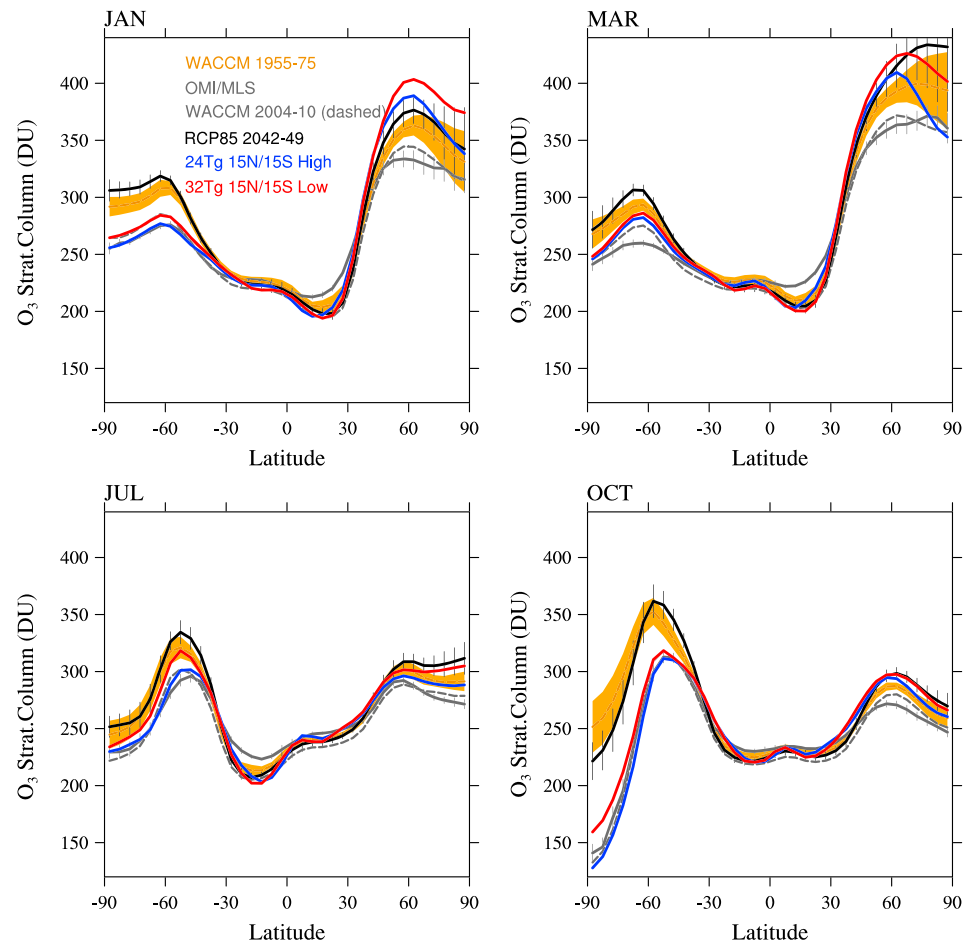 JAN
MAR
WACCM 1955-75
OMI/MLS
WACCM 2004-10 (dashed)
RCP85 2042-49
24Tg 15N/15S High
32Tg 15N/15S Low
O3 Strat.Column (DU)
400
350
300
250
200
150
-90 -60 -30 0 30 60 90
Latitude
O3 Strat.Column (DU)
400
350
300
250
200
150
-90 -60 -30 0 30 60 90
Latitude
JUL
OCT
O3 Strat.Column (DU)
400
350
300
250
200
150
-90 -60 -30 0 30 60 90
Latitude
O3 Strat.Column (DU)
400
350
300
250
200
150
-90 -60 -30 0 30 60 90
Latitude